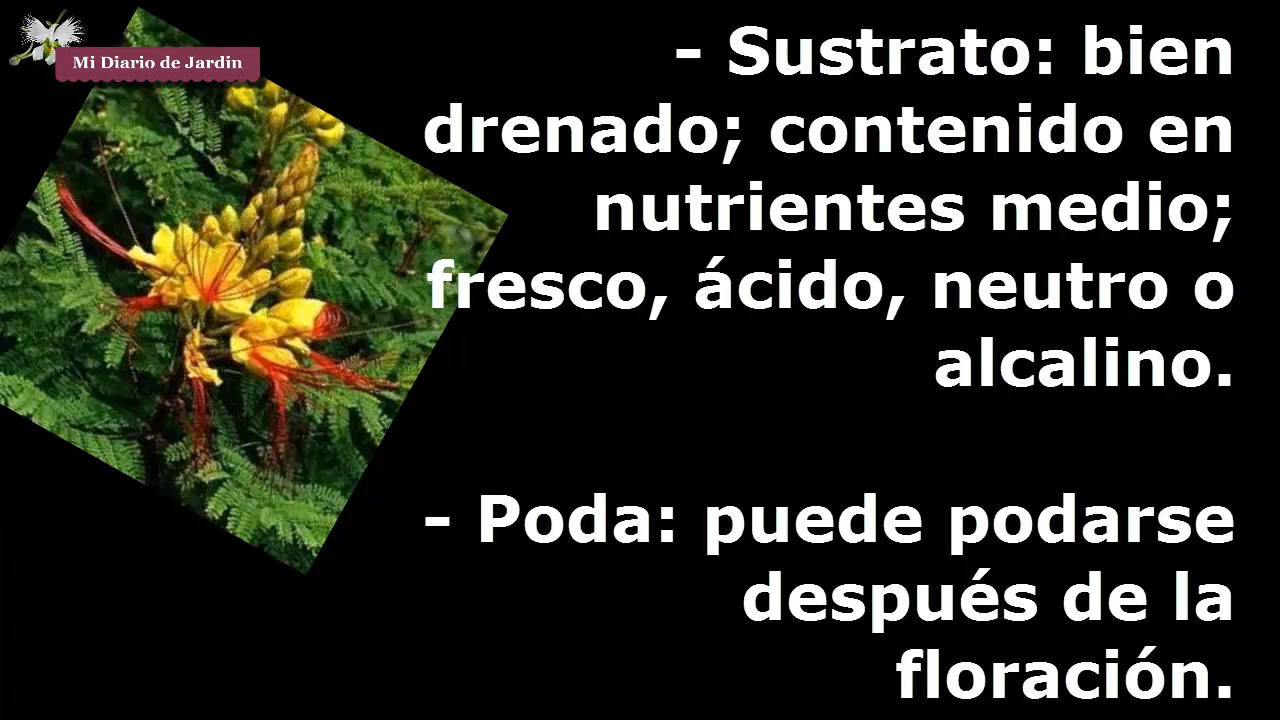 Mi Diario de Jardin
- Sustrato: bien
drenado; contenido en
nutrientes medio;
fresco, ácido, neutro o
alcalino.
- Poda: puede podarse
después de la
floración.